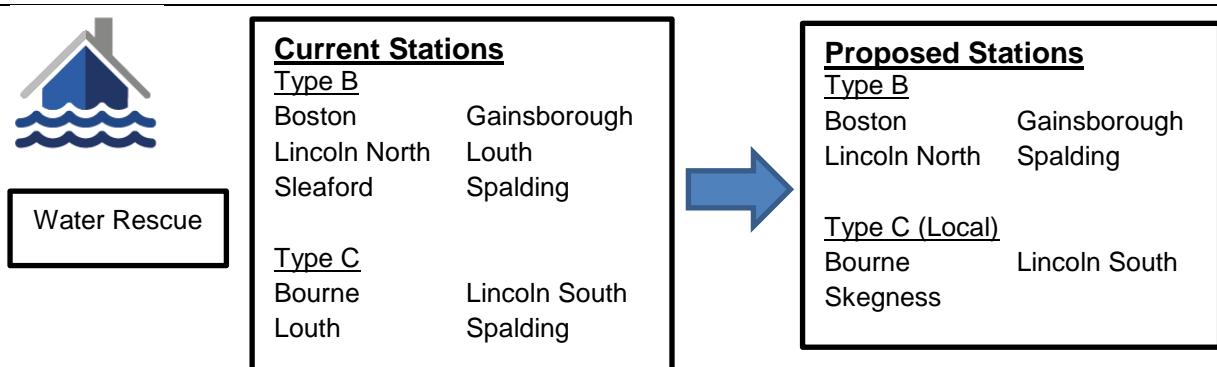 Water Rescue
Current Stations
Type B
Boston Gainsborough
Lincoln North Louth
Sleaford Spalding
Type C
Bourne Lincoln South
Louth Spalding
Proposed Stations
Type B
Boston Gainsborough
Lincoln North Spalding
Type C (Local)
Bourne Lincoln South
Skegness